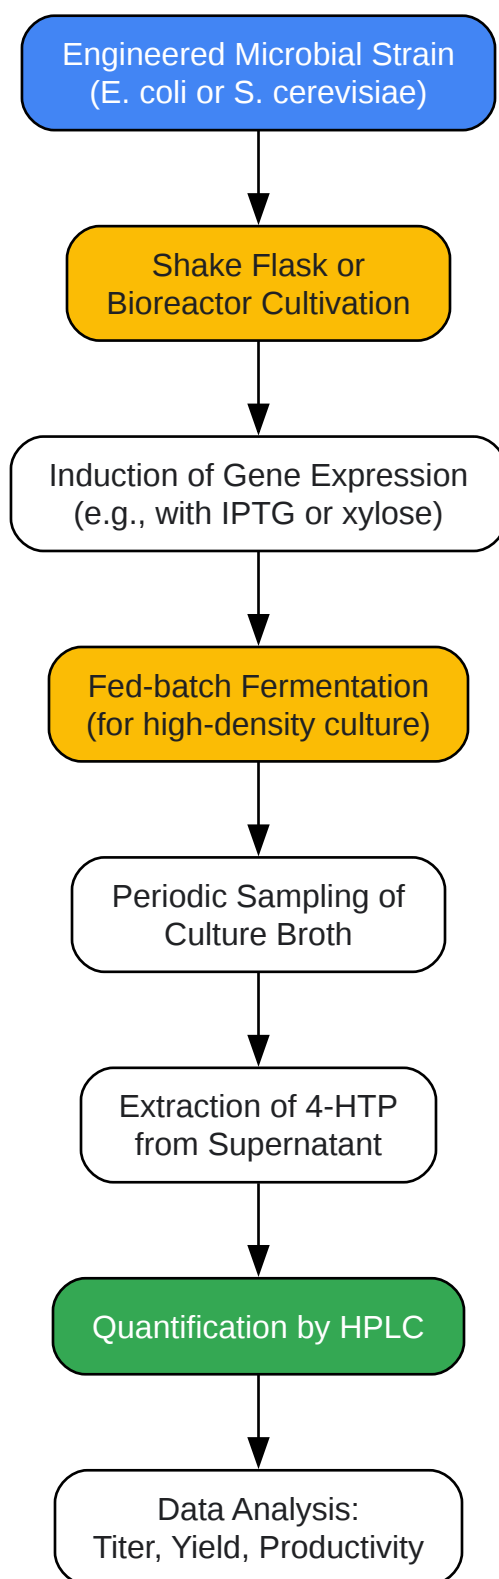 Engineered Microbial Strain
(E. coli or S. cerevisiae)
Shake Flask or
Bioreactor Cultivation
Induction of Gene Expression
(e.g., with IPTG or xylose)
Fed-batch Fermentation
(for high-density culture)
Periodic Sampling of
Culture Broth
Extraction of 4-HTP
from Supernatant
Quantification by HPLC
Data Analysis:
Titer, Yield, Productivity